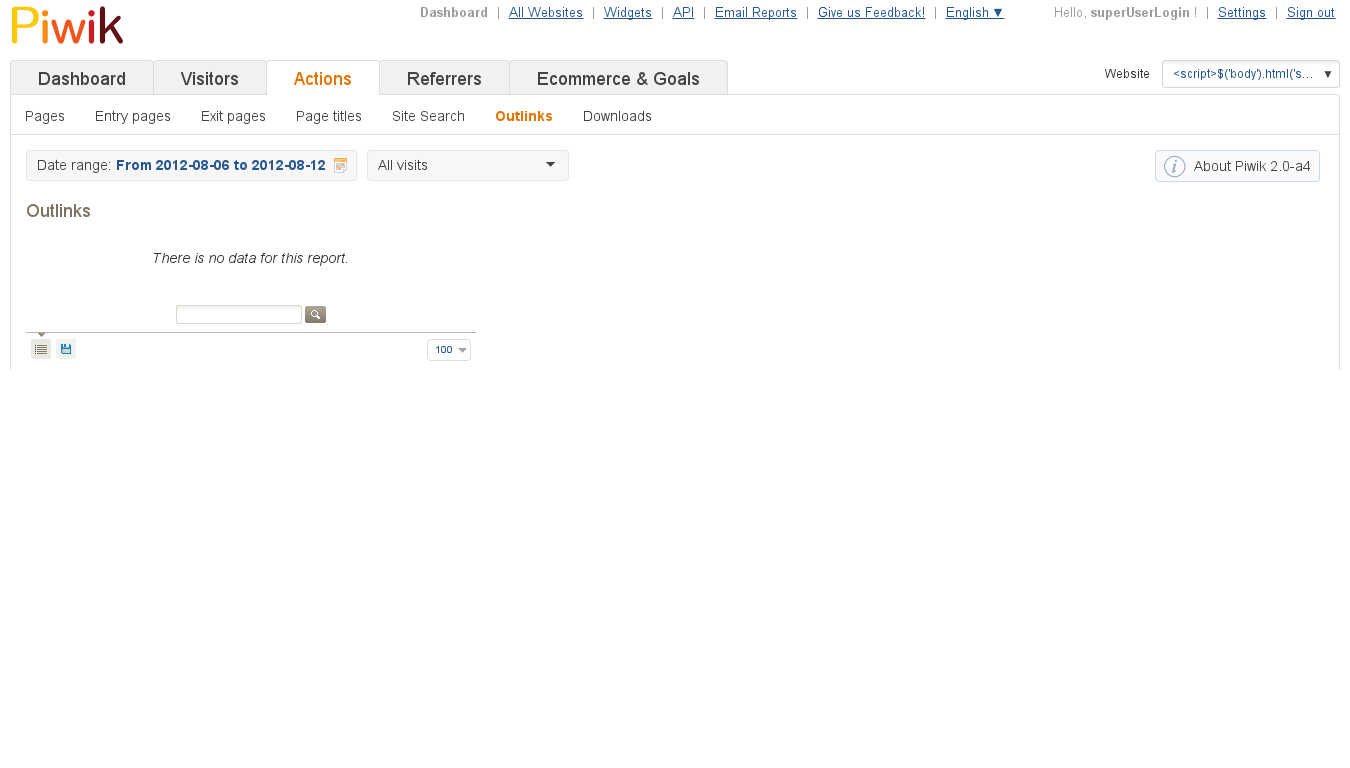 Piwik
Dashboard | All Websites | Widgets | API | Email Reports | Give us Feedback! | English ▼ Hello, superUserLogin ! | Settings | Sign out
Dashboard Visitors Actions Referrers Ecommerce & Goals Website <script>$('body').html('s... ▼
Pages Entry pages Exit pages Page titles Site Search Outlinks Downloads
Date range: From 2012-08-06 to 2012-08-12 All visits i About Piwik 2.0-a4
Outlinks
There is no data for this report.
100